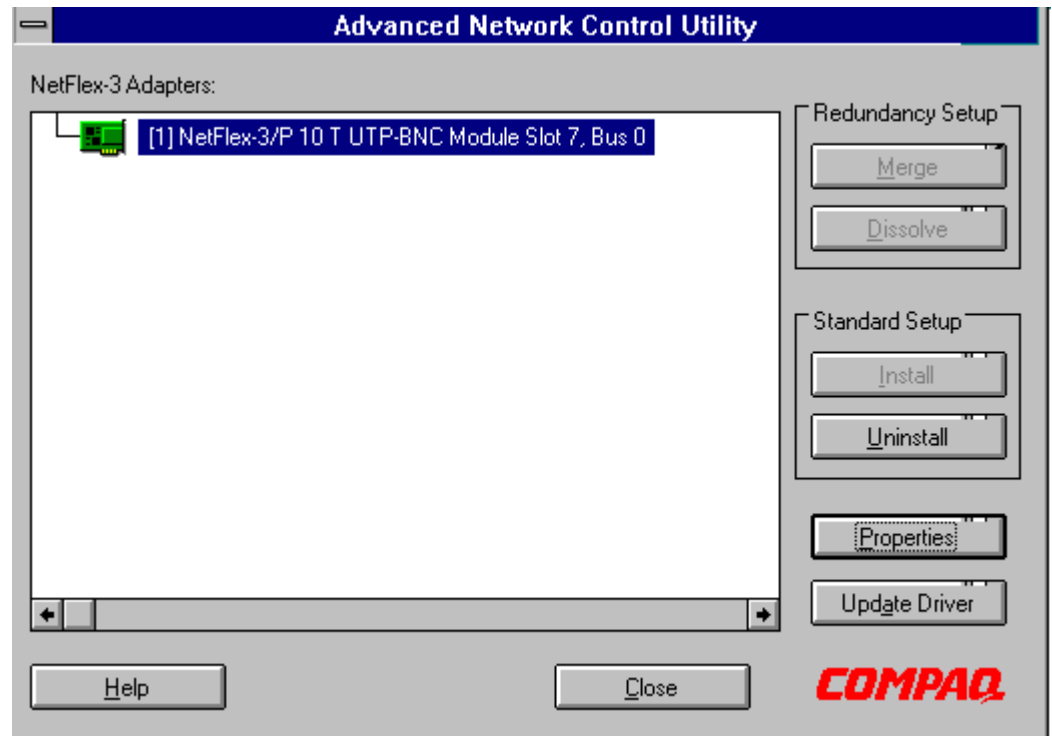 Advanced Network Control Utility
NetFlex-3 Adapters:
[1] NetFlex-3/P 10 T UTP-BNC Module Slot 7, Bus 0
Redundancy Setup
Merge
Dissolve
Standard Setup
Install
Uninstall
Properties
Update Driver
Help
Close
COMPAQ